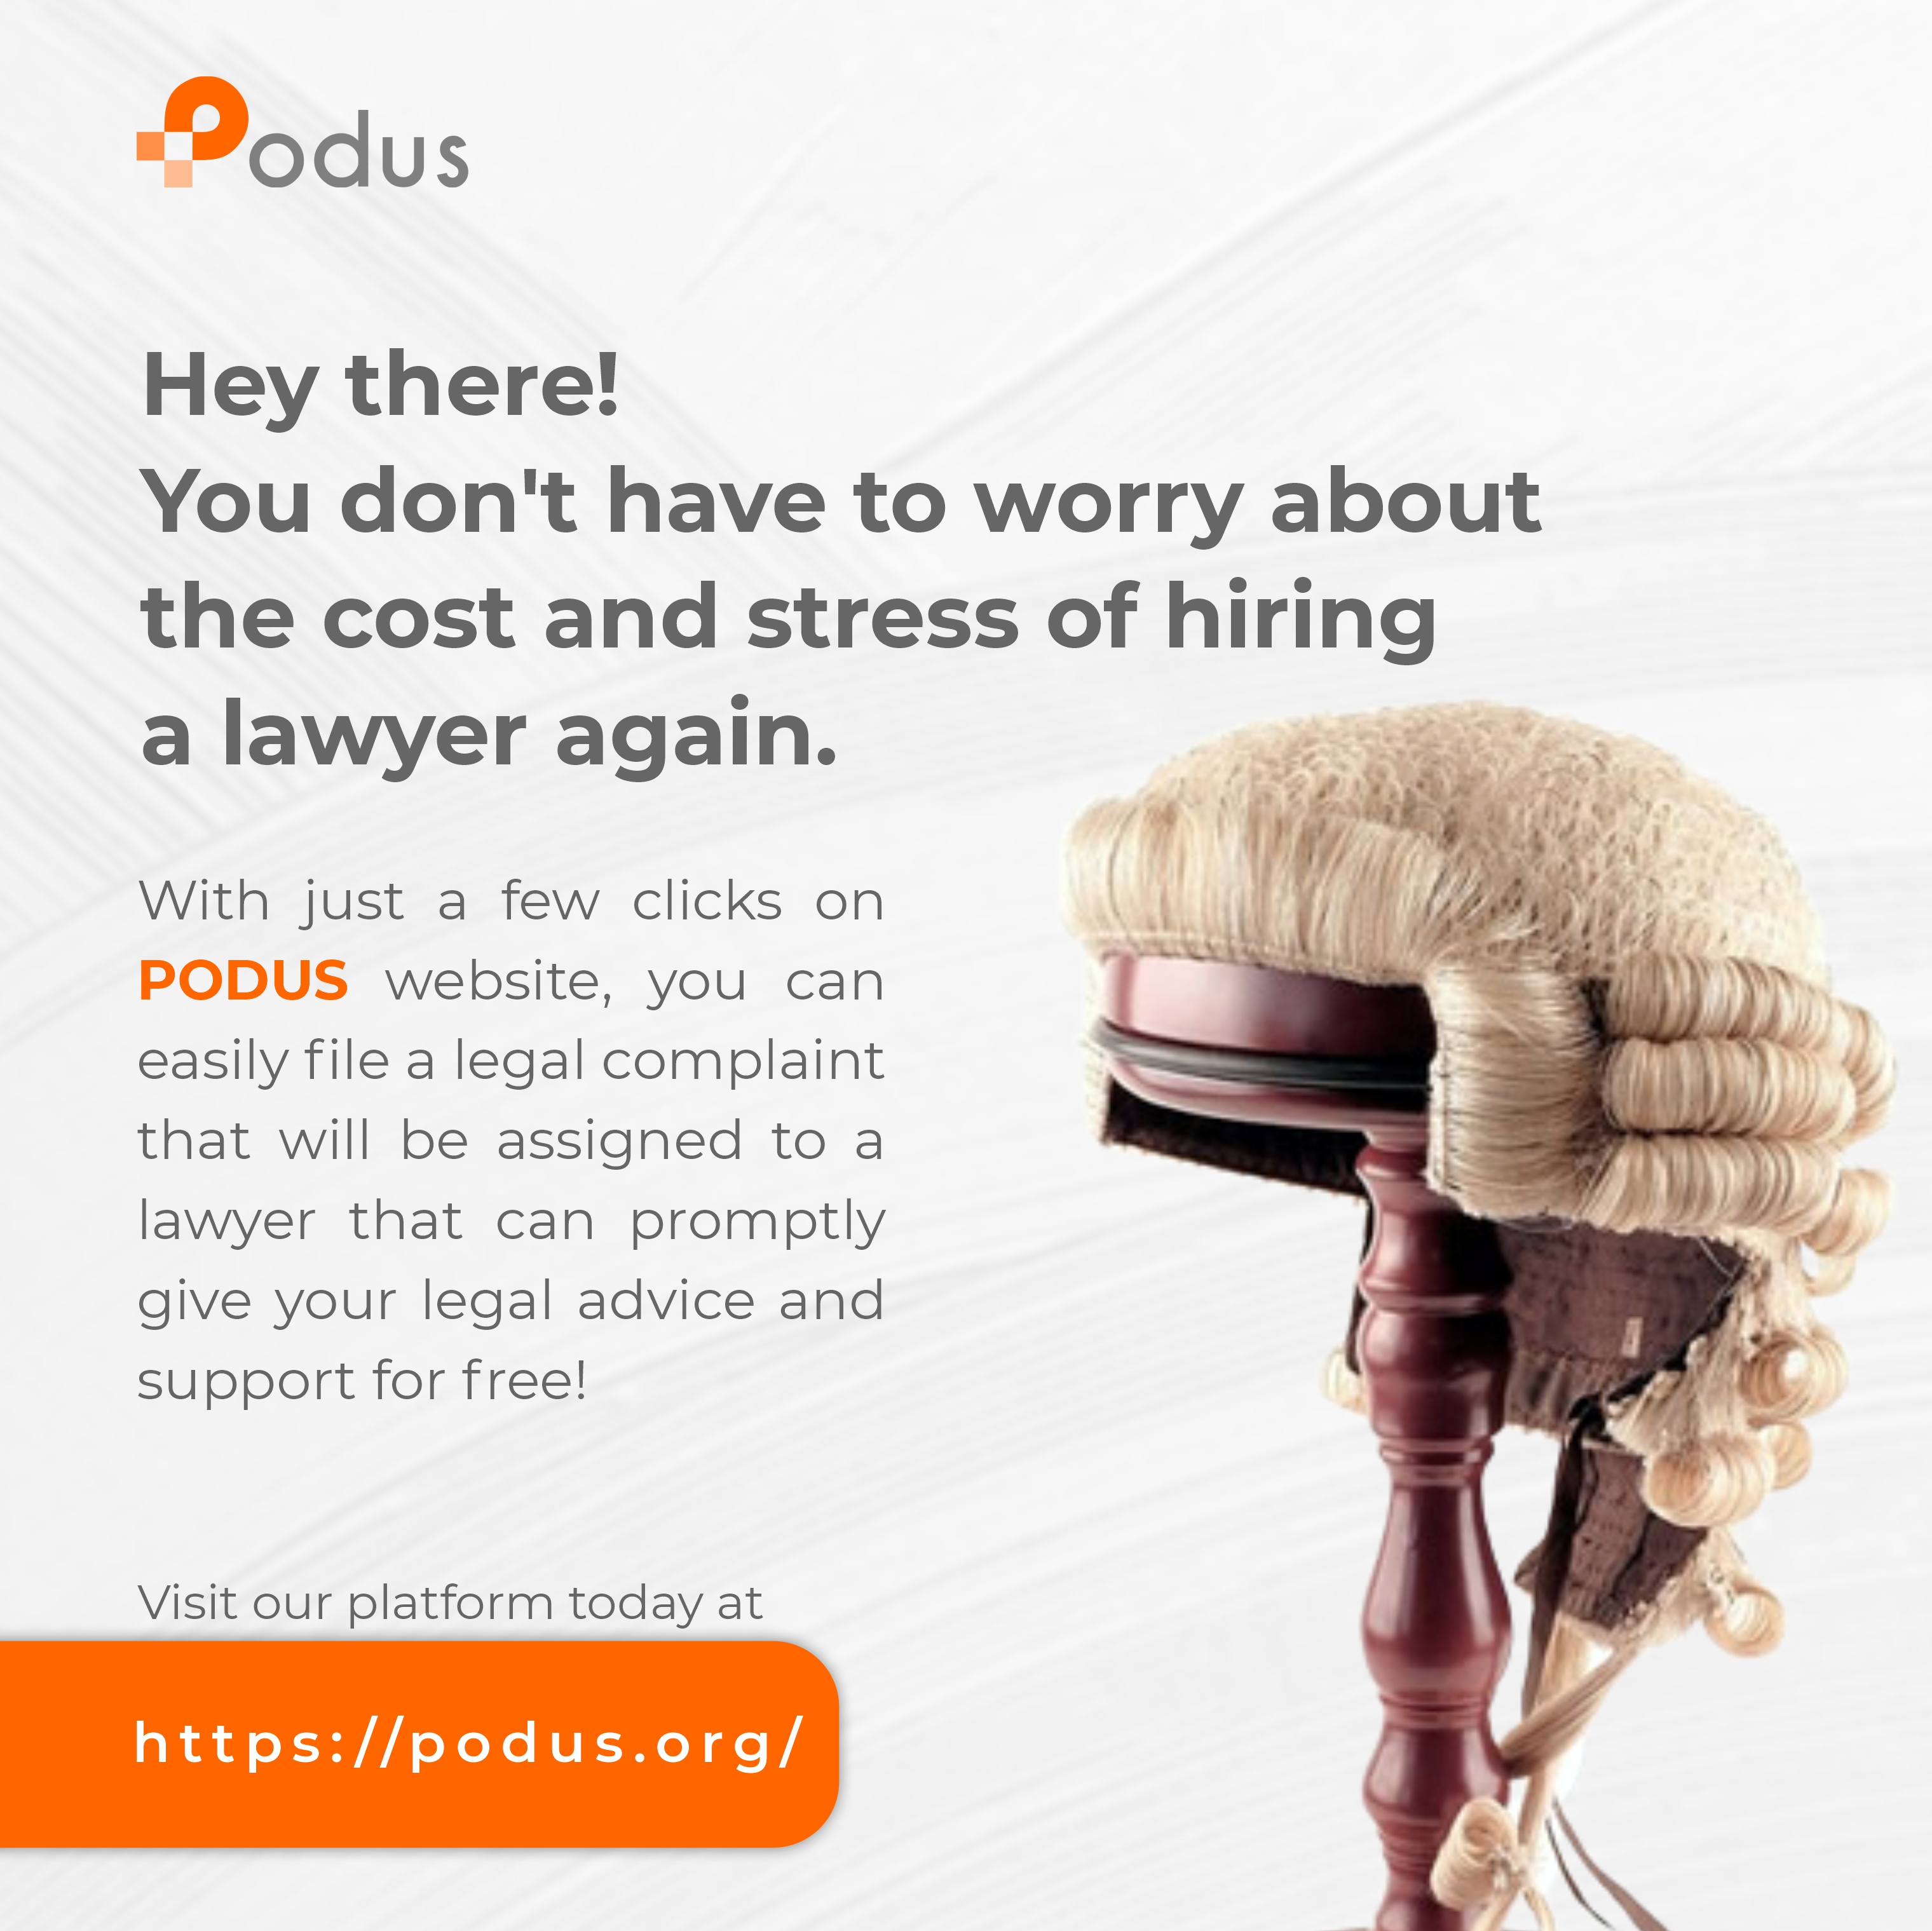 Podus
Hey there!
You don't have to worry about
the cost and stress of hiring
a lawyer again.
With just a few clicks on
PODUS website, you can
easily file a legal complaint
that will be assigned to a
lawyer that can promptly
give your legal advice and
support for free!
Visit our platform today at
https://podus.org/